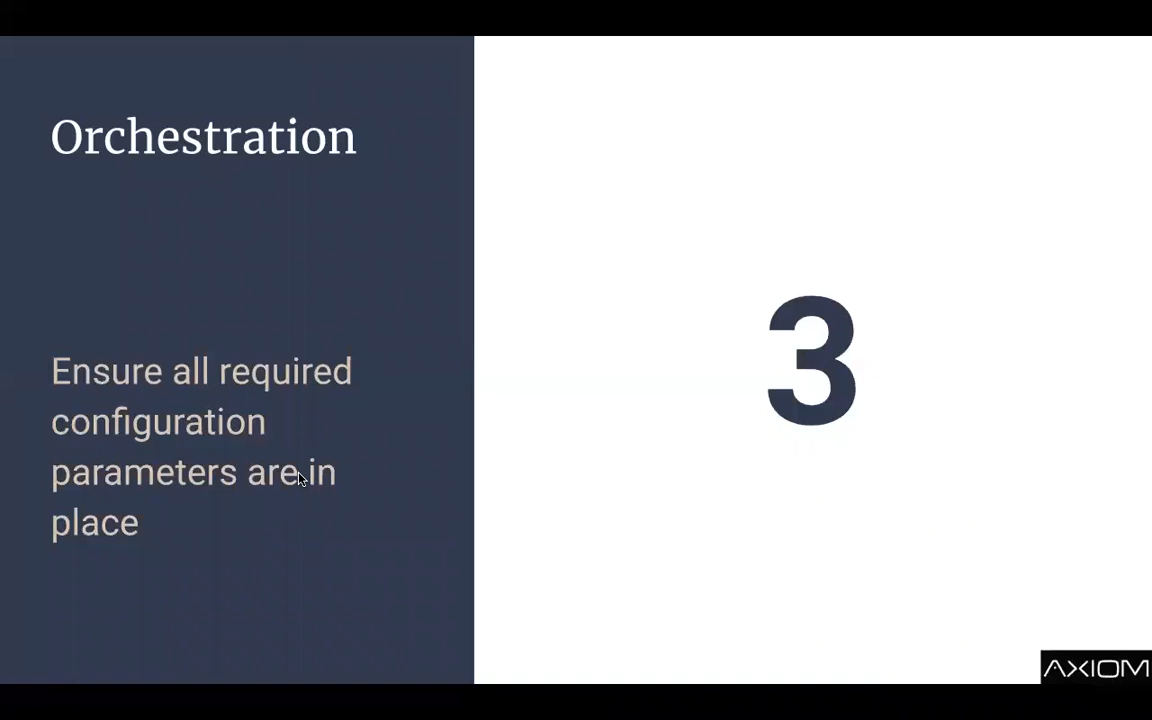 Orchestration
Ensure all required
configuration
parameters are in
place
3
AXIOM